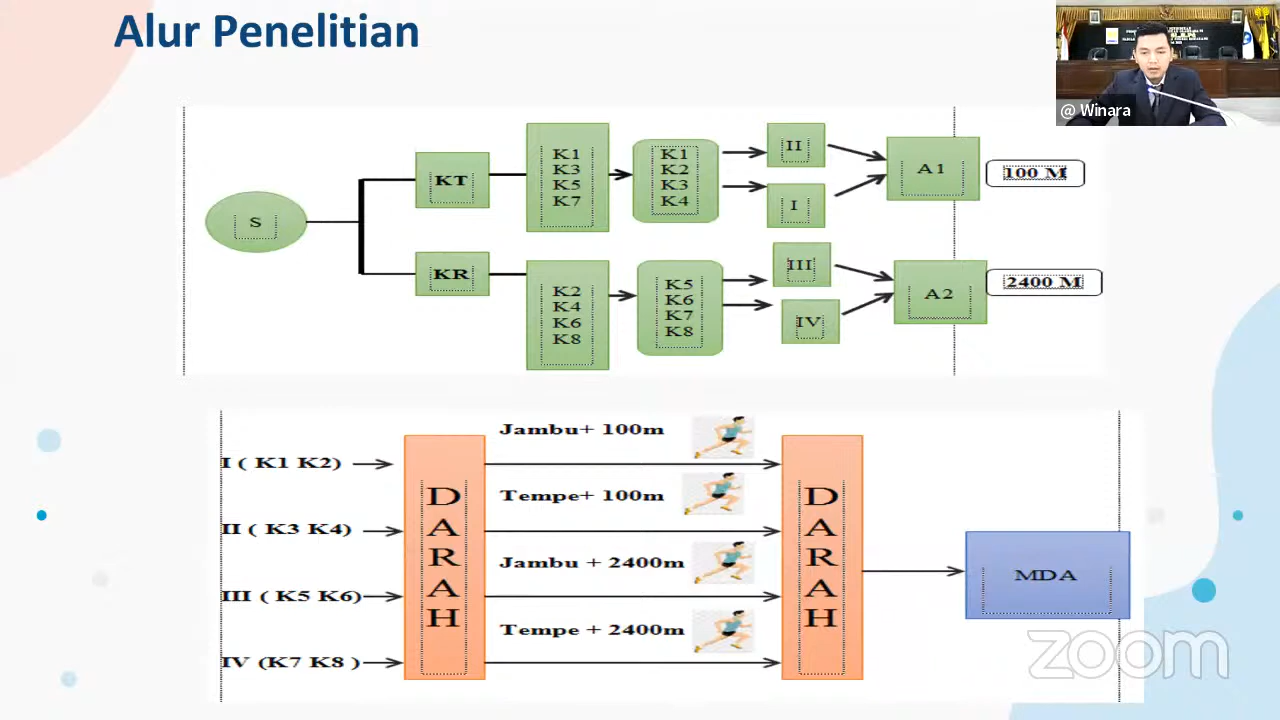 Alur Penelitian
@ Winara
S
KT
KR
K1
K3
K5
K7
K2
K4
K6
K8
K1
K2
K3
K4
K5
K6
K7
K8
II
I
III
IV
A1
A2
100 M
2400 M
I ( K1 K2)
II ( K3 K4)
III ( K5 K6)
IV (K7 K8 )
D
A
R
A
H
Jambu+ 100m
Tempe+ 100m
Jambu + 2400m
Tempe + 2400m
D
A
R
A
H
MDA
zoom